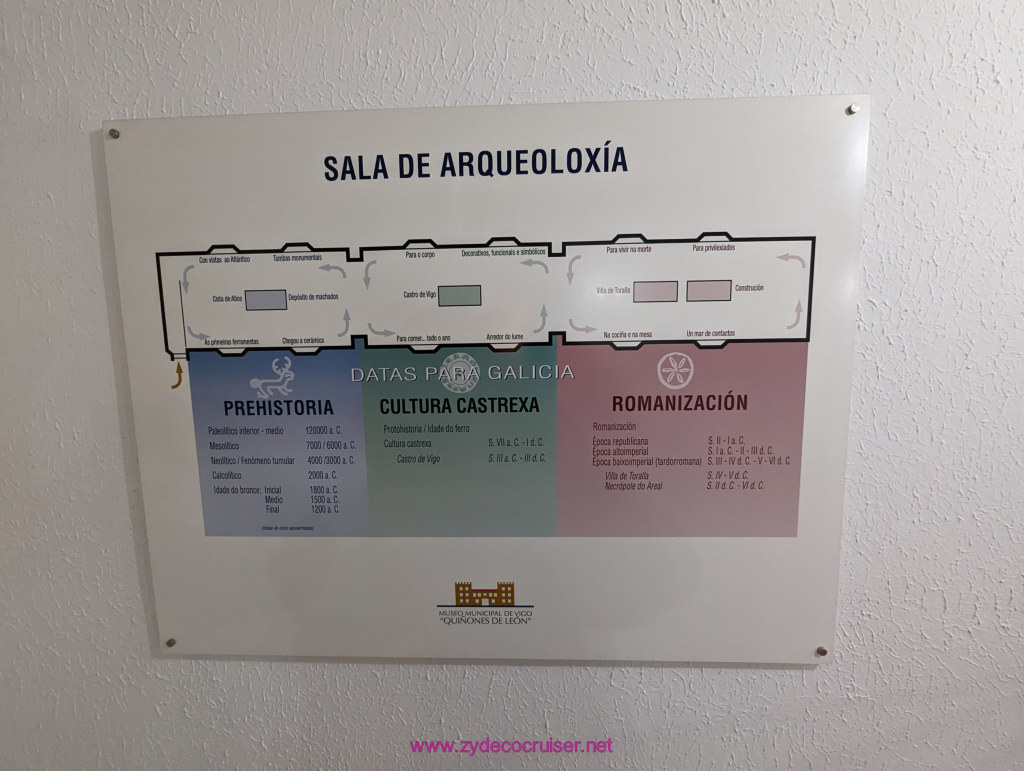 SALA DE ARQUEOLOXÍA
Con vistas ao Atlántico
Tumbas monumentais
Para o corpo
Decorativos, funcionais e simbólicos
Para vivir na morte
Para privilexiados
Cista de Atios
Depósito de machados
Castro de Vigo
Villa de Toralla
Construción
As primeiras ferramentas
Chegou a cerámica
Para comer... todo o ano
Arredor do lume
Na cociña e na mesa
Un mar de contactos
DATAS PARA GALICIA
PREHISTORIA
Paleolítico inferior - medio 120000 a. C.
Mesolítico 7000 / 6000 a. C.
Neolítico / Fenómeno tumular 4000 /3000 a. C.
Calcolítico 2000 a. C.
Idade do bronce: Inicial 1800 a. C.
Medio 1500 a. C.
Final 1200 a. C.
(datas de inicio aproximadas)
CULTURA CASTREXA
Protohistoria / Idade do ferro
Cultura castrexa S. VII a. C. - I d. C.
Castro de Vigo S. III a. C. - III d. C.
ROMANIZACIÓN
Romanización
Época republicana S. II - I a. C.
Época altoimperial S. I a. C. - II - III d. C.
Época baixoimperial (tardorromana) S. III - IV d. C. - V - VI d. C
Villa de Toralla S. IV - V d. C.
Necrópole do Areal S. II d. C. - VI d. C.
MUSEO MUNICIPAL DE VIGO
"QUIÑONES DE LEÓN"
www.zydecocruiser.net